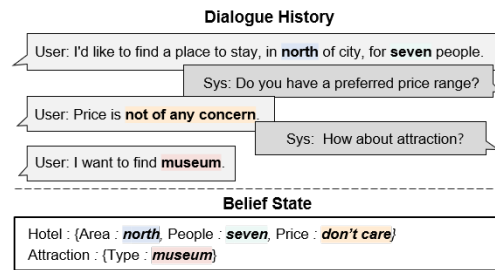 Dialogue History
User: I'd like to find a place to stay, in north of city, for seven people.
Sys: Do you have a preferred price range?
User: Price is not of any concern.
Sys: How about attraction?
User: I want to find museum.
Belief State
Hotel : {Area : north, People : seven, Price : don't care}
Attraction : {Type : museum}